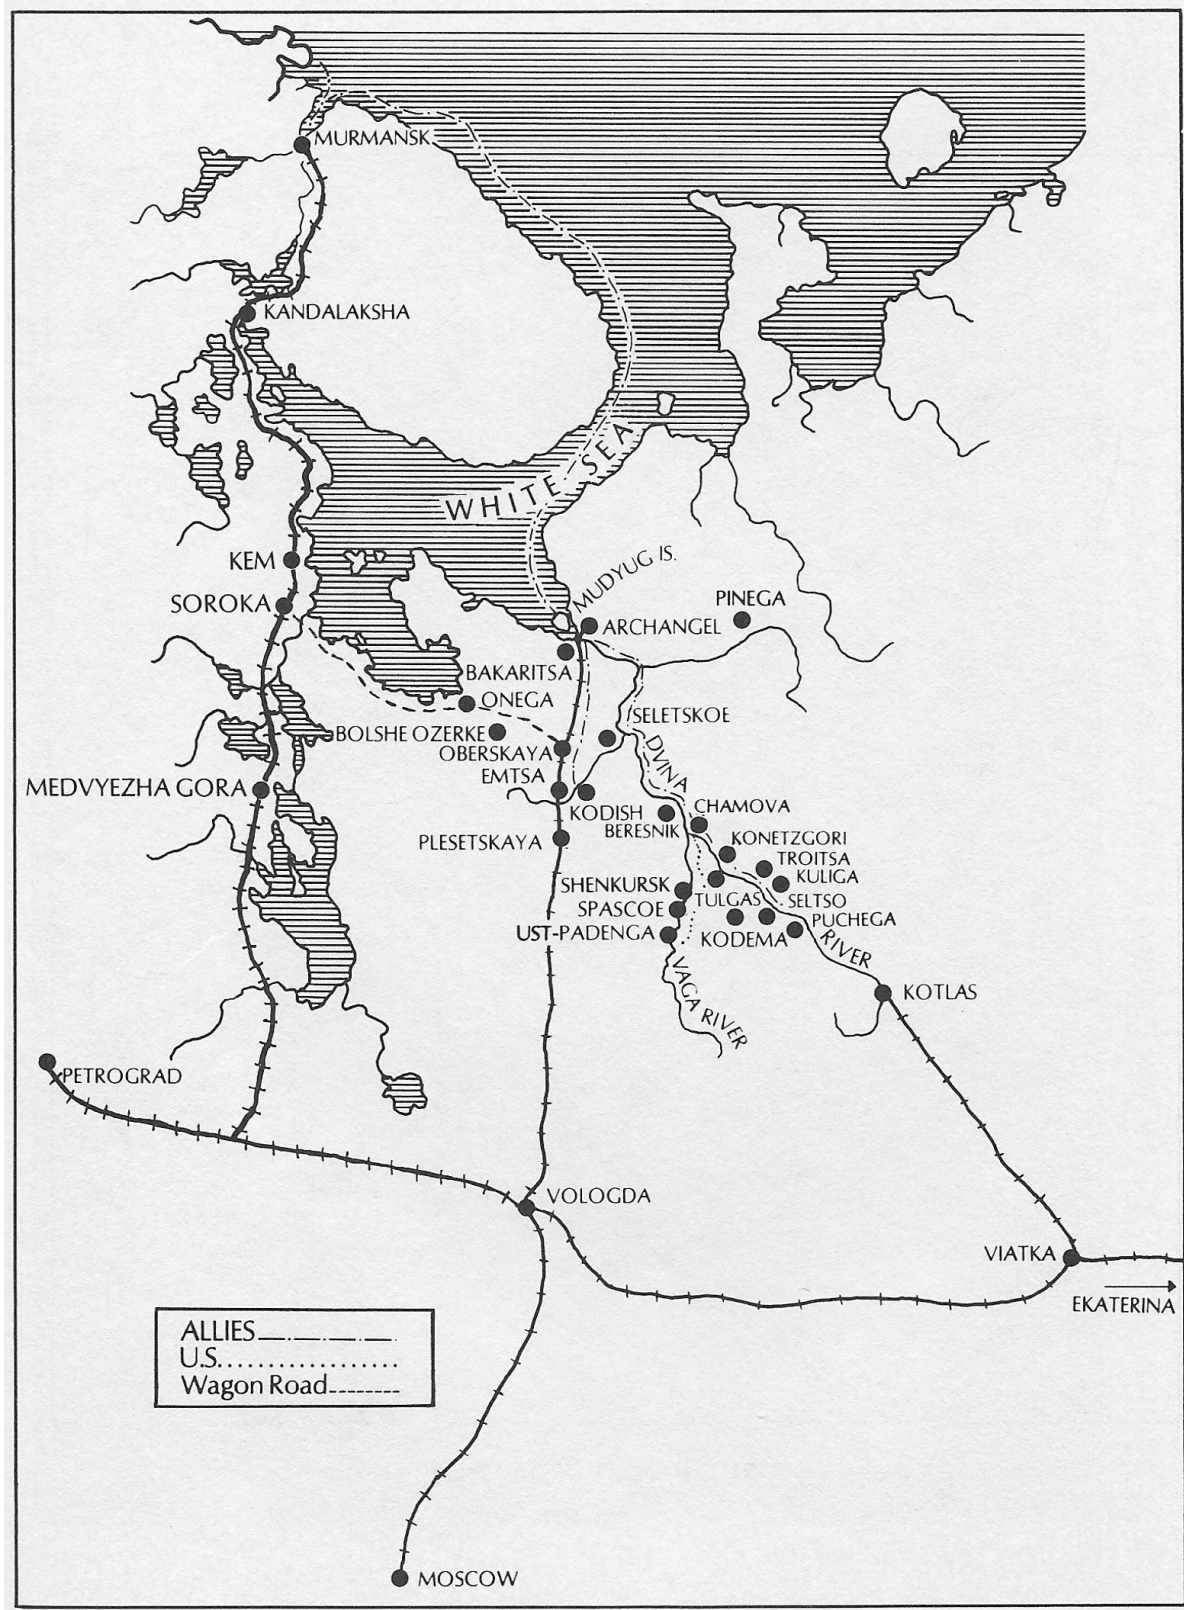 MURMANSK
KANDALAKSHA
WHITE SEA
KEM
MUDYUG IS.
SOROKA
PINEGA
ARCHANGEL
BAKARITSA
ONEGA
SELETSKOE
BOLSHE OZERKE
OBERSKAYA
DVINA
EMTSA
MEDVYEZHA GORA
KODISH
CHAMOVA
BERESNIK
PLESETSKAYA
KONETZGORI
TROITSA
KULIGA
SHENKURSK
TULGAS
SELTSO
SPASCOE
PUCHEGA
UST-PADENGA
KODEMA
RIVER
VAGA RIVER
KOTLAS
PETROGRAD
VOLOGDA
VIATKA
EKATERINA
ALLIES
U.S.
Wagon Road
MOSCOW